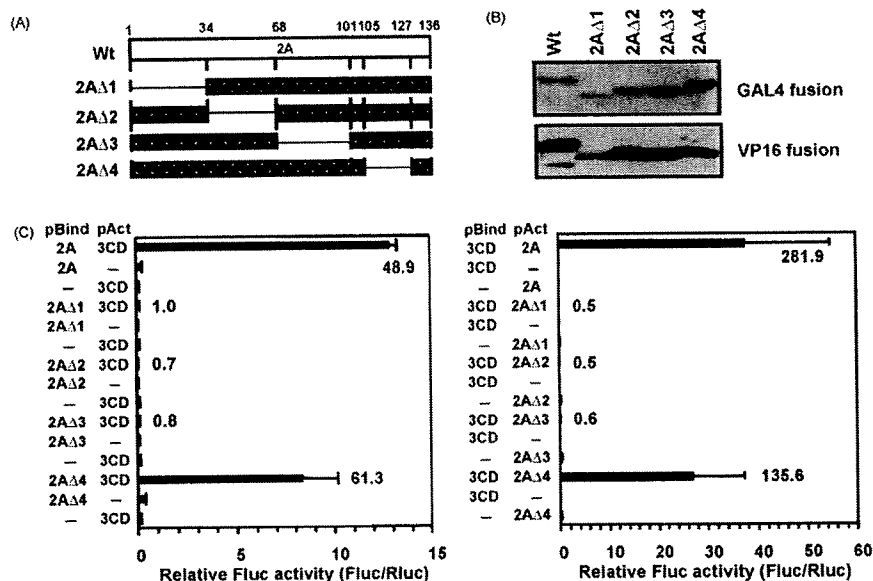 (A)
1 34 68 101 105 127 136
Wt 2A
2AΔ1
2AΔ2
2AΔ3
2AΔ4
(B)
Wt 2AΔ1 2AΔ2 2AΔ3 2AΔ4
GAL4 fusion
VP16 fusion
(C)
pBind pAct
2A 3CD 48.9
2A –
– 3CD
2AΔ1 3CD 1.0
2AΔ1 –
– 3CD
2AΔ2 3CD 0.7
2AΔ2 –
– 3CD
2AΔ3 3CD 0.8
2AΔ3 –
– 3CD
2AΔ4 3CD 61.3
2AΔ4 –
– 3CD
0 5 10 15
Relative Fluc activity (Fluc/Rluc)
pBind pAct
3CD 2A 281.9
3CD –
– 2A
3CD 2AΔ1 0.5
3CD –
– 2AΔ1
3CD 2AΔ2 0.5
3CD –
– 2AΔ2
3CD 2AΔ3 0.6
3CD –
– 2AΔ3
3CD 2AΔ4 135.6
3CD –
– 2AΔ4
0 10 20 30 40 50 60
Relative Fluc activity (Fluc/Rluc)